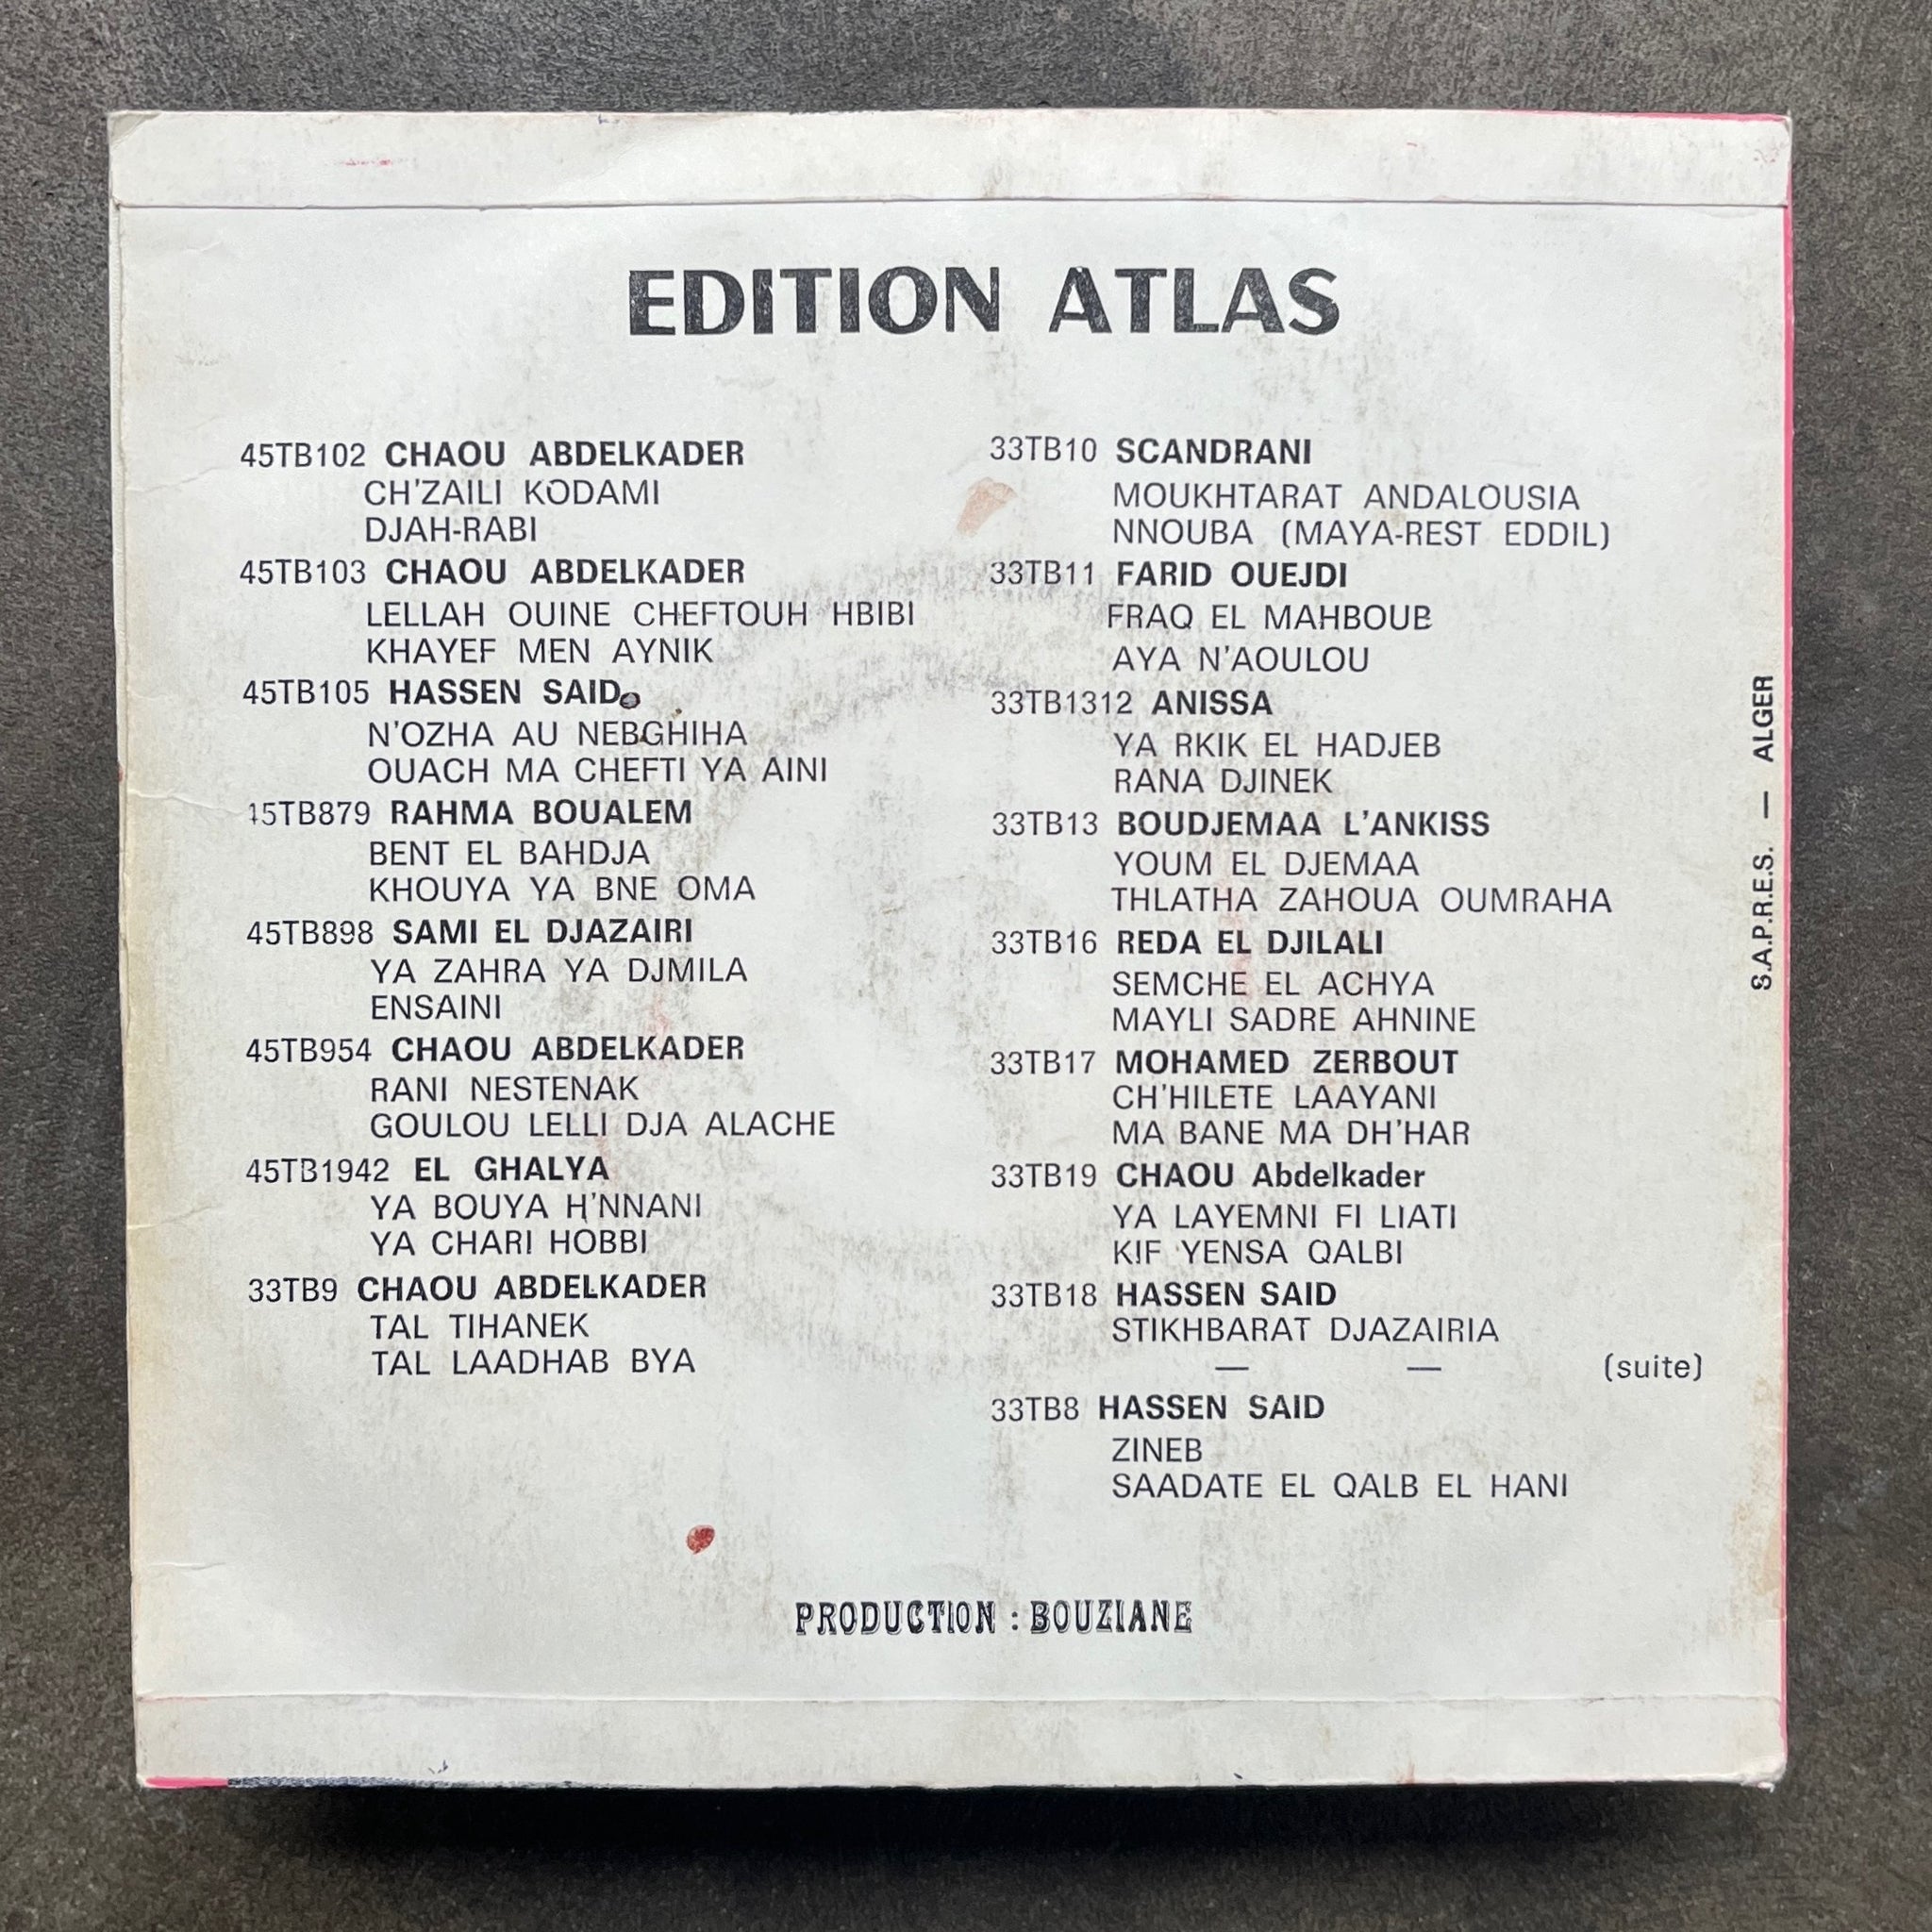 EDITION ATLAS
45TB102 CHAOU ABDELKADER
CH'ZAILI KODAMI
DJAH-RABI
45TB103 CHAOU ABDELKADER
LELLAH OUINE CHEFTOUH HBIBI
KHAYEF MEN AYNIK
45TB105 HASSEN SAID
N'OZHA AU NEBGHIHA
OUACH MA CHEFTI YA AINI
45TB879 RAHMA BOUALEM
BENT EL BAHDJA
KHOUYA YA BNE OMA
45TB898 SAMI EL DJAZAIRI
YA ZAHRA YA DJMILA
ENSAINI
45TB954 CHAOU ABDELKADER
RANI NESTENAK
GOULOU LELLI DJA ALACHE
45TB1942 EL GHALYA
YA BOUYA H'NNANI
YA CHARI HOBBI
33TB9 CHAOU ABDELKADER
TAL TIHANEK
TAL LAADHAB BYA
33TB10 SCANDRANI
MOUKHTARAT ANDALOUSIA
NNOUBA (MAYA-REST EDDIL)
33TB11 FARID OUEJDI
FRAQ EL MAHBOUB
AYA N'AOULOU
33TB1312 ANISSA
YA RKIK EL HADJEB
RANA DJINEK
33TB13 BOUDJEMAA L'ANKISS
YOUM EL DJEMAA
THLATHA ZAHOUA OUMRAHA
33TB16 REDA EL DJILALI
SEMCHE EL ACHYA
MAYLI SADRE AHNINE
33TB17 MOHAMED ZERBOUT
CH'HILETE LAAYANI
MA BANE MA DH'HAR
33TB19 CHAOU Abdelkader
YA LAYEMNI FI LIATI
KIF YENSA QALBI
33TB18 HASSEN SAID
STIKHBARAT DJAZAIRIA
— — (suite)
33TB8 HASSEN SAID
ZINEB
SAADATE EL QALB EL HANI
PRODUCTION : BOUZIANE
S.A.P.R.E.S. — ALGER